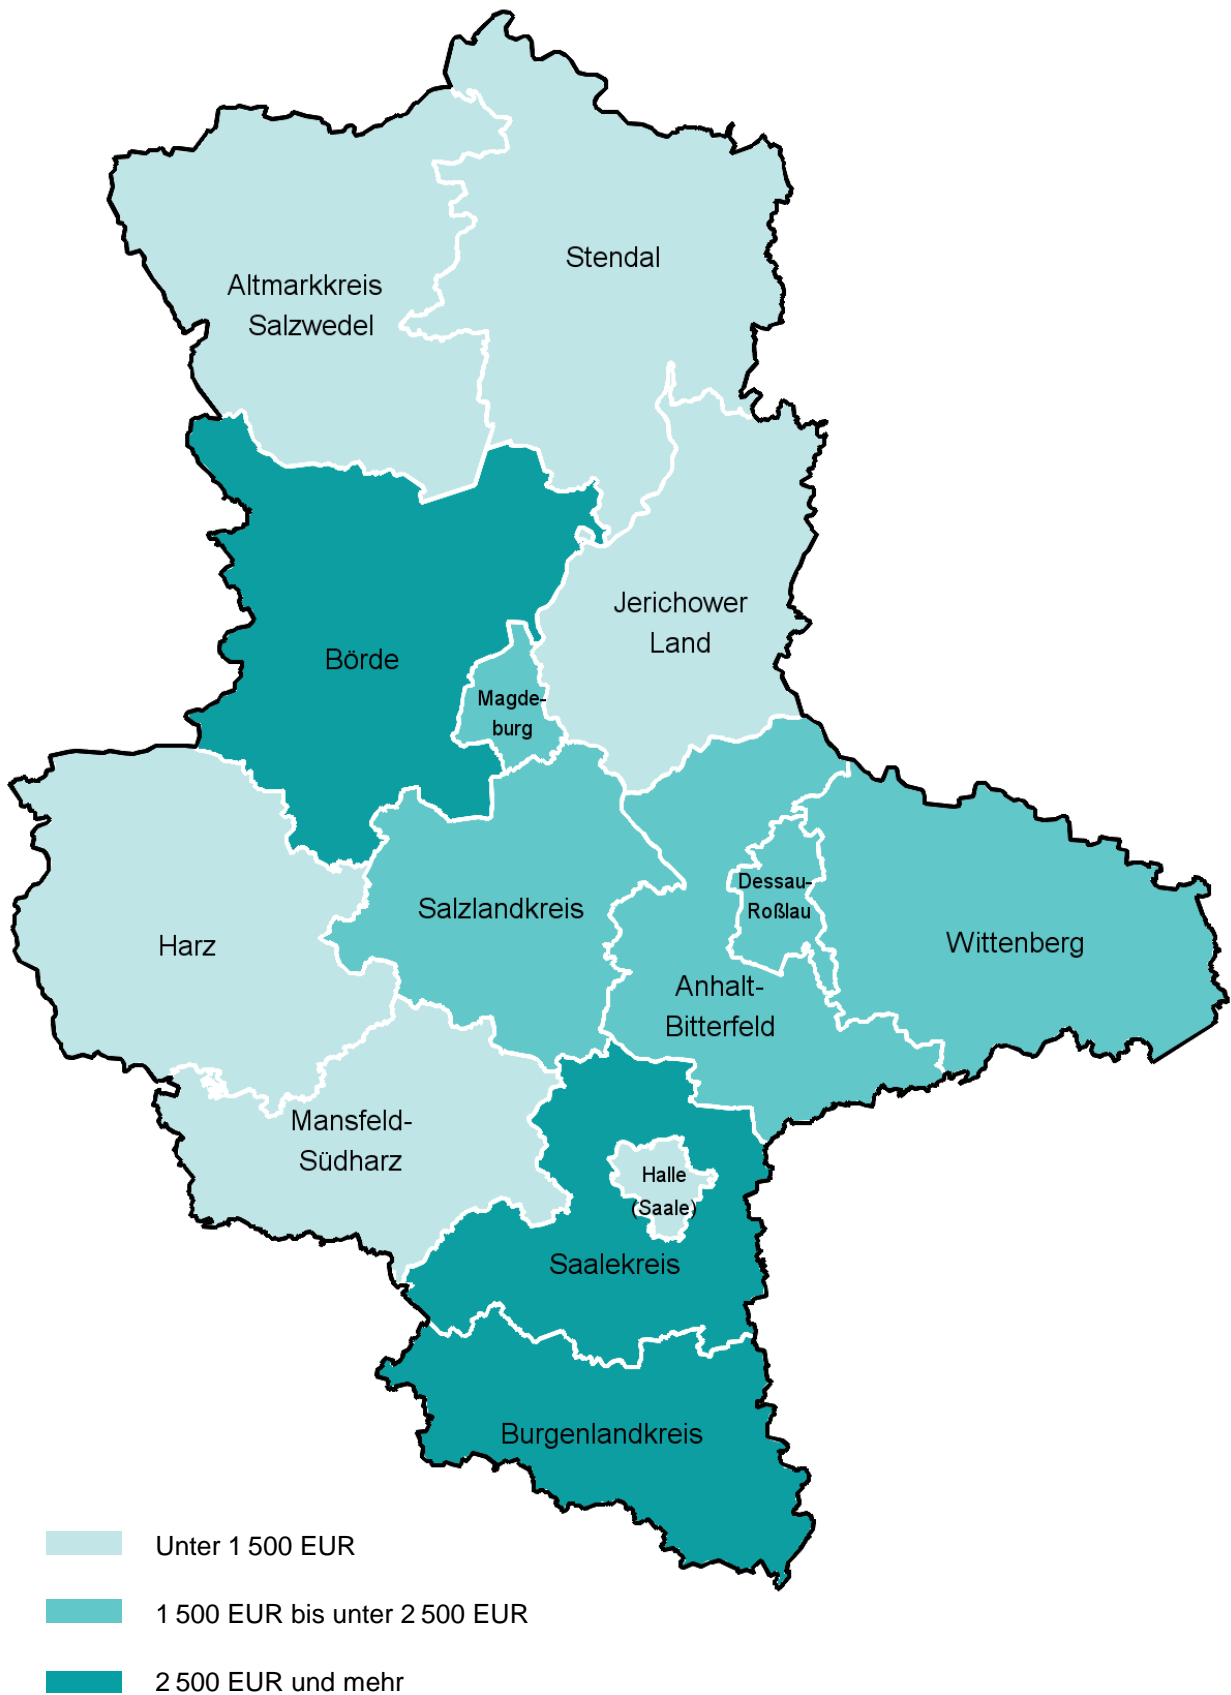 Stendal
Altmarkkreis
Salzwedel
Jerichower
Land
Börde
Magde-
burg
Dessau-
Roßlau
Salzlandkreis
Wittenberg
Harz
Anhalt-
Bitterfeld
Mansfeld-
Südharz
Halle
(Saale)
Saalekreis
Burgenlandkreis
Unter 1 500 EUR
1 500 EUR bis unter 2 500 EUR
2 500 EUR und mehr